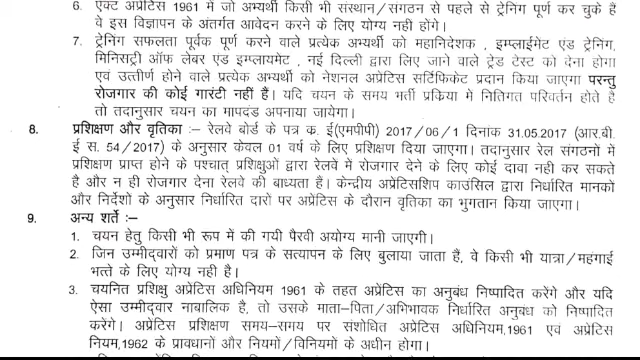 6. एक्ट अप्रेंटिस 1961 में जो अभ्यर्थी किसी भी संस्थान/संगठन से पहले से ट्रेनिंग पूर्ण कर चुके है
वे इस विज्ञापन के अंतर्गत आवेदन करने के लिए योग्य नही होगे।
7. ट्रेनिंग सफलता पूर्वक पूर्ण करने वाले प्रत्येक अभ्यर्थी को महानिदेशक, इम्प्लाईमेंट एंड ट्रेनिंग,
मिनिसट्री ऑफ लेबर एंड इम्प्लायमेंट, नई दिल्ली द्वारा लिए जाने वाले ट्रेड टेस्ट को देना होगा
एवं उत्तीर्ण होने वाले प्रत्येक अभ्यर्थी को नेशनल अप्रेंटिस सर्टिफिकेट प्रदान किया जाएगा परन्तु
रोजगार की कोई गारंटी नहीं हैं। यदि चयन के समय भर्ती प्रक्रिया मे नितिगत परिवर्तन होते है
तो तदानुसार चयन का मापदंड अपनाया जायेगा।
8. प्रशिक्षण और वृतिका :- रेलवे बोर्ड के पत्र क्र. ई(एमपीपी) 2017/06/1 दिनांक 31.05.2017 (आर.बी.
ई स. 54/2017) के अनुसार केवल 01 वर्ष के लिए प्रशिक्षण दिया जाएगा। तदानुसार रेल संगठनों में
प्रशिक्षण प्राप्त होने के पश्चात् प्रशिक्षुओं द्वारा रेलवे में रोजगार देने के लिए कोई दावा नही कर सकते
है और न ही रोजगार देना रेलवे की बाध्यता है। केन्द्रीय अप्रेंटिसशिप काउसिल द्वारा निर्धारित मानकों
और निर्देशो के अनुसार निर्धारित दारों पर अप्रेंटिस के दौरान वृतिका का भुगतान किया जाएगा।
9. अन्य शर्ते :-
1. चयन हेतु किसी भी रूप में की गयी पैरवी अयोग्य मानी जाएगी।
2. जिन उम्मीदवारों को प्रमाण पत्र के सत्यापन के लिए बुलाया जाता हैं, वे किसी भी यात्रा/महंगाई
भत्ते के लिए योग्य नही है।
3. चयनित प्रशिक्षु अप्रेंटिस अधिनियम 1961 के तहत अप्रेंटिस का अनुबंध निष्पादित करेंगे और यदि
ऐसा उम्मीदवार नाबालिक है, तो उसके माता-पिता/अभिभावक निर्धारित अनुबंध को निष्पादित
करेंगे। अप्रेंटिस प्रशिक्षण समय-समय पर संशोधित अप्रेंटिस अधिनियम,1961 एवं अप्रेंटिस
नियम,1962 के प्रावधानों और नियमों/विनियमों के अधीन होगा।